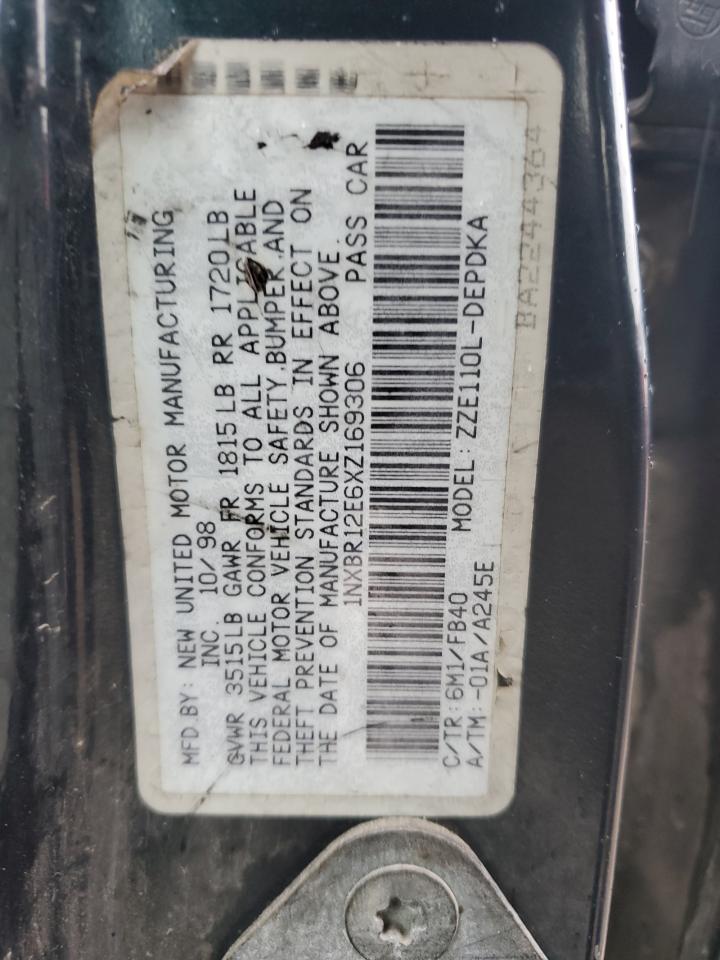 MFD.BY: NEW UNITED MOTOR MANUFACTURING
INC. 10/98
GVWR 3515LB GAWR FR 1815LB RR 1720LB
THIS VEHICLE CONFORMS TO ALL APPLICABLE
FEDERAL MOTOR VEHICLE SAFETY,BUMPER,AND
THEFT PREVENTION STANDARDS IN EFFECT ON
THE DATE OF MANUFACTURE SHOWN ABOVE.
1NXBR12E6XZ169306 PASS CAR
C/TR:6M1/FB40 MODEL: ZZE110L-DEPDKA
A/TM:-01A/A245E
BA2244364